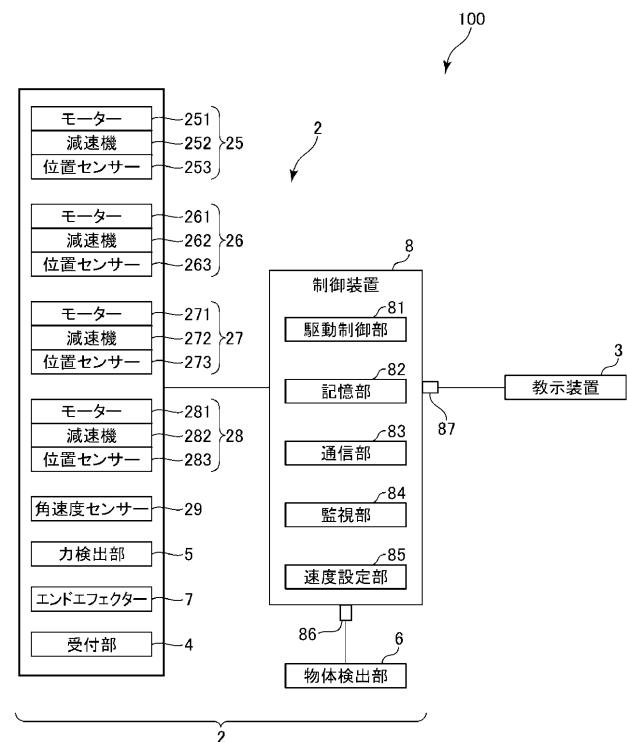 100
2
モーター 251
減速機 252 25
位置センサー 253
モーター 261
減速機 262 26
位置センサー 263
モーター 271
減速機 272 27
位置センサー 273
モーター 281
減速機 282 28
位置センサー 283
角速度センサー 29
力検出部 5
エンドエフェクター 7
受付部 4
8
制御装置
81
駆動制御部
82
記憶部
83
通信部
84
監視部
85
速度設定部
87
3
教示装置
86
6
物体検出部
2